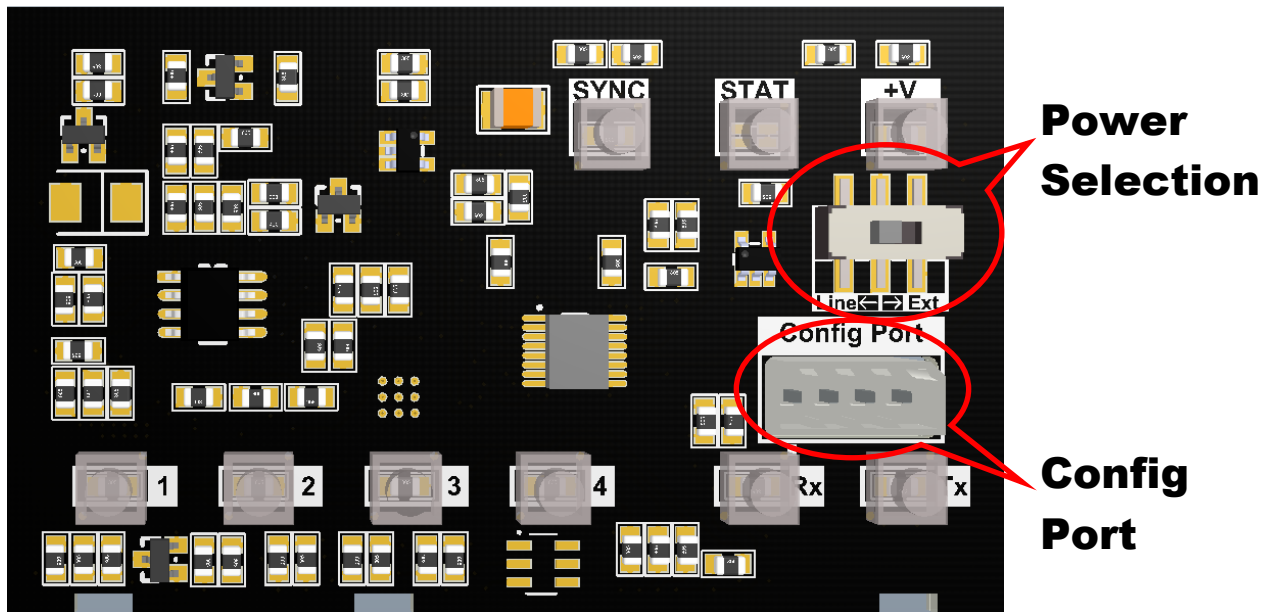 SYNC
STAT
+V
Power
Selection
Line←→ Ext
Config Port
1
2
3
4
Rx
Tx
Config
Port